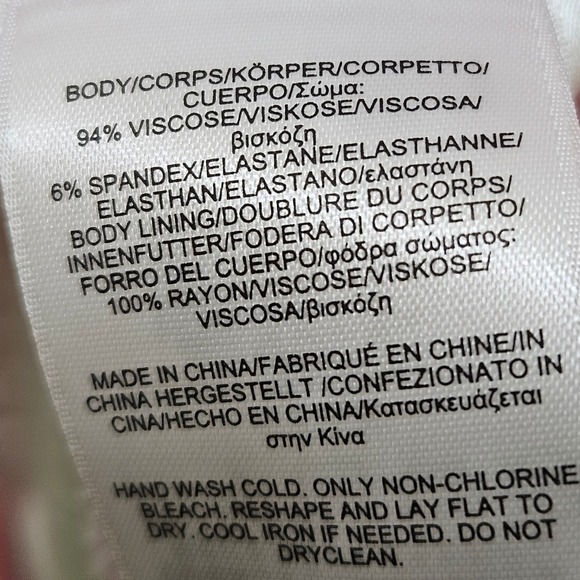 BODY/CORPS/KÖRPER/CORPETTO/
CUERPO/Σώμα:
94% VISCOSE/VISKOSE/VISCOSA/
βισκόζη
6% SPANDEX/ELASTANE/ELASTHANNE/
ELASTHAN/ELASTANO/ελαστάνη
BODY LINING/DOUBLURE DU CORPS/
INNENFUTTER/FODERA DI CORPETTO/
FORRO DEL CUERPO/φόδρα σώματος:
100% RAYON/VISCOSE/VISKOSE/
VISCOSA/βισκόζη
MADE IN CHINA/FABRIQUÉ EN CHINE/IN
CHINA HERGESTELLT /CONFEZIONATO IN
CINA/HECHO EN CHINA/Κατασκευάζεται
στην Κίνα
HAND WASH COLD. ONLY NON-CHLORINE
BLEACH. RESHAPE AND LAY FLAT TO
DRY. COOL IRON IF NEEDED. DO NOT
DRYCLEAN.